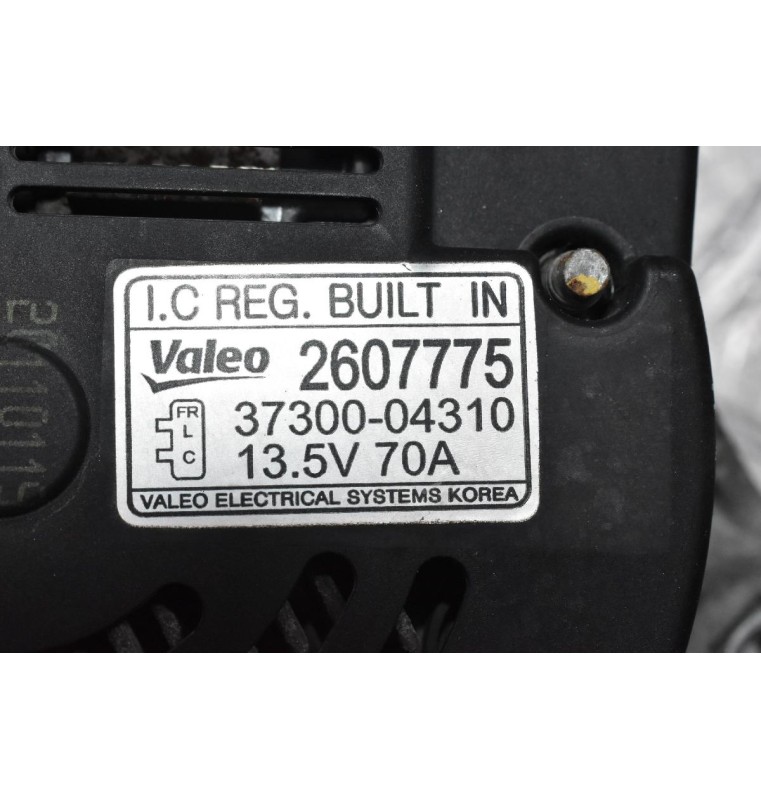 I.C REG. BUILT IN
Valeo 2607775
FR
L
C
37300-04310
13.5V 70A
VALEO ELECTRICAL SYSTEMS KOREA